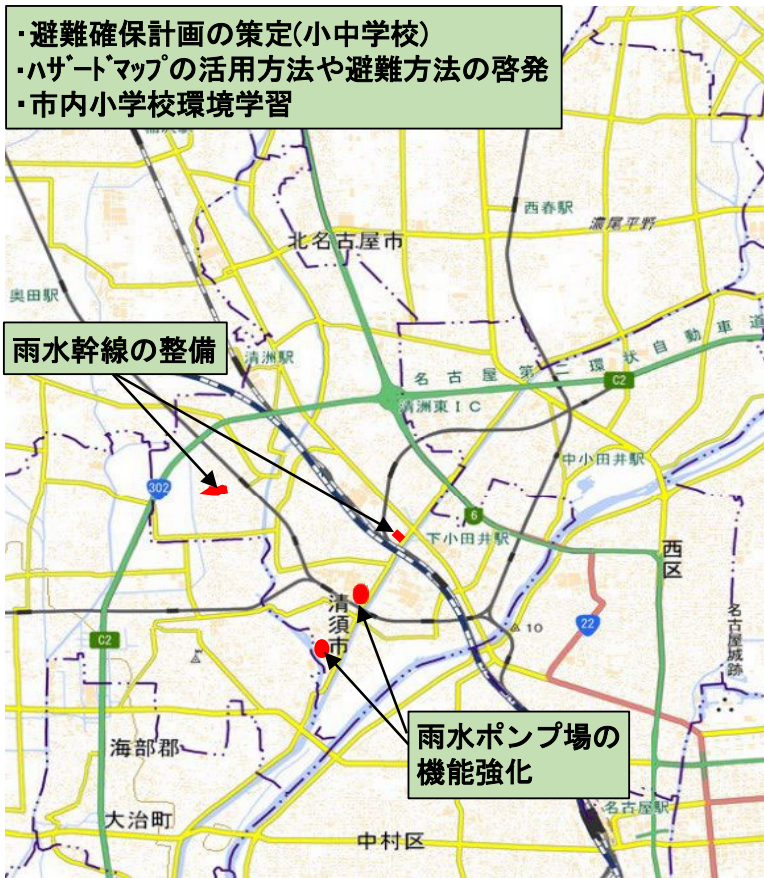 ・避難確保計画の策定(小中学校)
・ﾊｻﾞｰﾄﾞﾏｯﾌﾟの活用方法や避難方法の啓発
・市内小学校環境学習
西春駅
濃尾平野
北名古屋市
奥田駅
雨水幹線の整備
清洲駅
名古屋第二環状自動車道
C2
清洲東IC
中小田井駅
302
6
下小田井駅
西区
清須市
22
10
名古屋城跡
C2
雨水ポンプ場の
機能強化
海部郡
大治町
名古屋駅
中村区